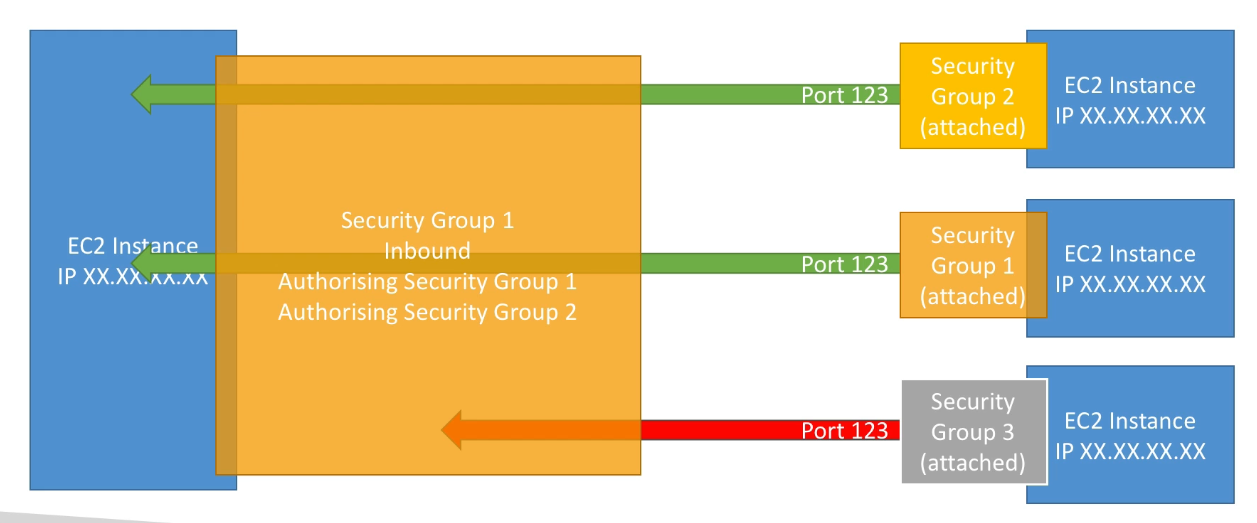 Security
Group 2
(attached)
EC2 Instance
IP XX.XX.XX.XX
Port 123
Security Group 1
Inbound
Authorising Security Group 1
Authorising Security Group 2
EC2 Instance
IP XX.XX.XX.XX
Port 123
Security
Group 1
(attached)
EC2 Instance
IP XX.XX.XX.XX
Port 123
Security
Group 3
(attached)
EC2 Instance
IP XX.XX.XX.XX